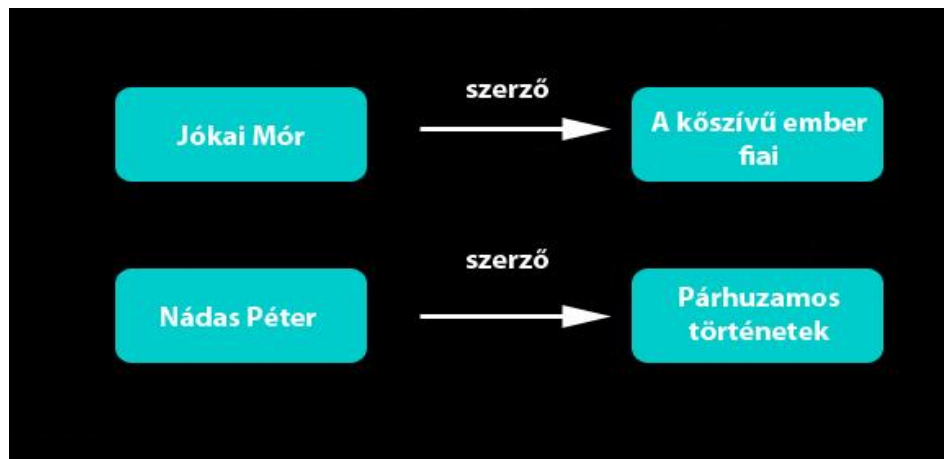 szerző
Jókai Mór
A kőszívű ember
fiai
szerző
Nádas Péter
Párhuzamos
történetek